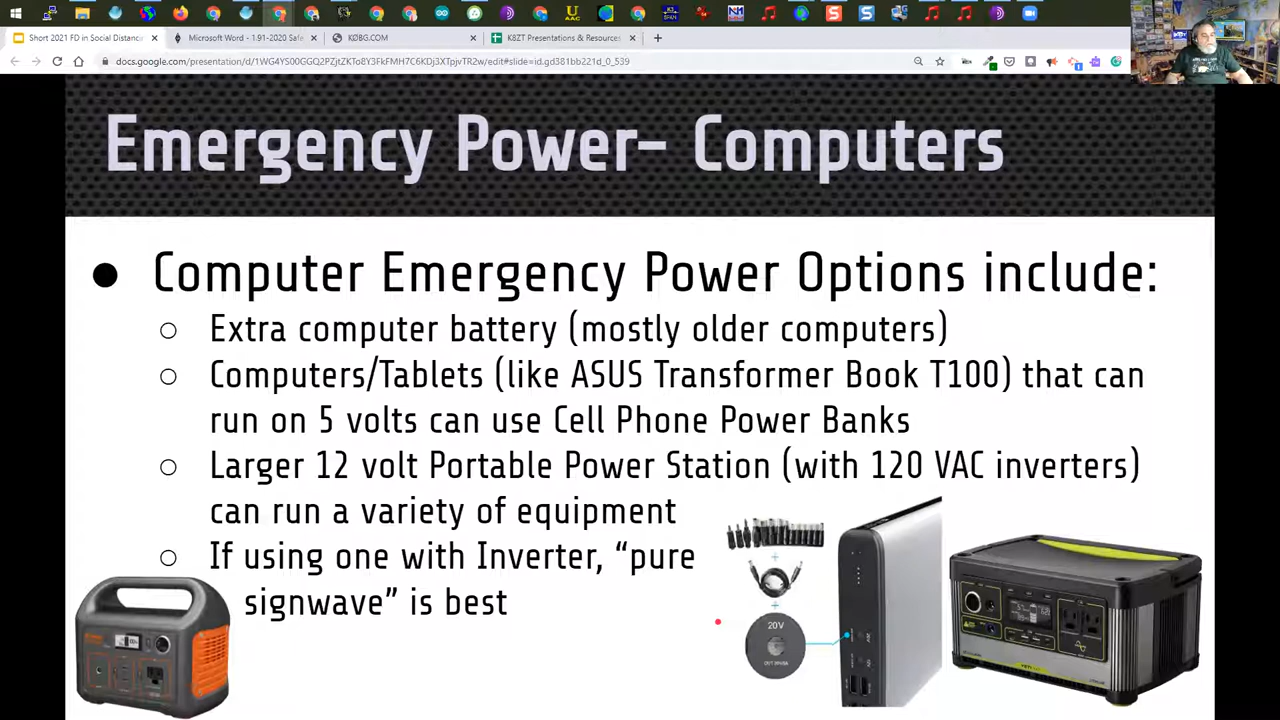 Short 2021 FD in Social Distanc
Microsoft Word - 1.91-2020 Safe
K0BG.COM
K8ZT Presentations & Resources
docs.google.com/presentation/d/1WG4Y90GGQ2PZjtZKTo8Y3FkFMH7C6KDj3XTpjvTRZw/edit#slide=id.gd381bb221d_0_539
Emergency Power- Computers
● Computer Emergency Power Options include:
○ Extra computer battery (mostly older computers)
○ Computers/Tablets (like ASUS Transformer Book T100) that can
run on 5 volts can use Cell Phone Power Banks
○ Larger 12 volt Portable Power Station (with 120 VAC inverters)
can run a variety of equipment
○ If using one with Inverter, “pure
signwave” is best
20V